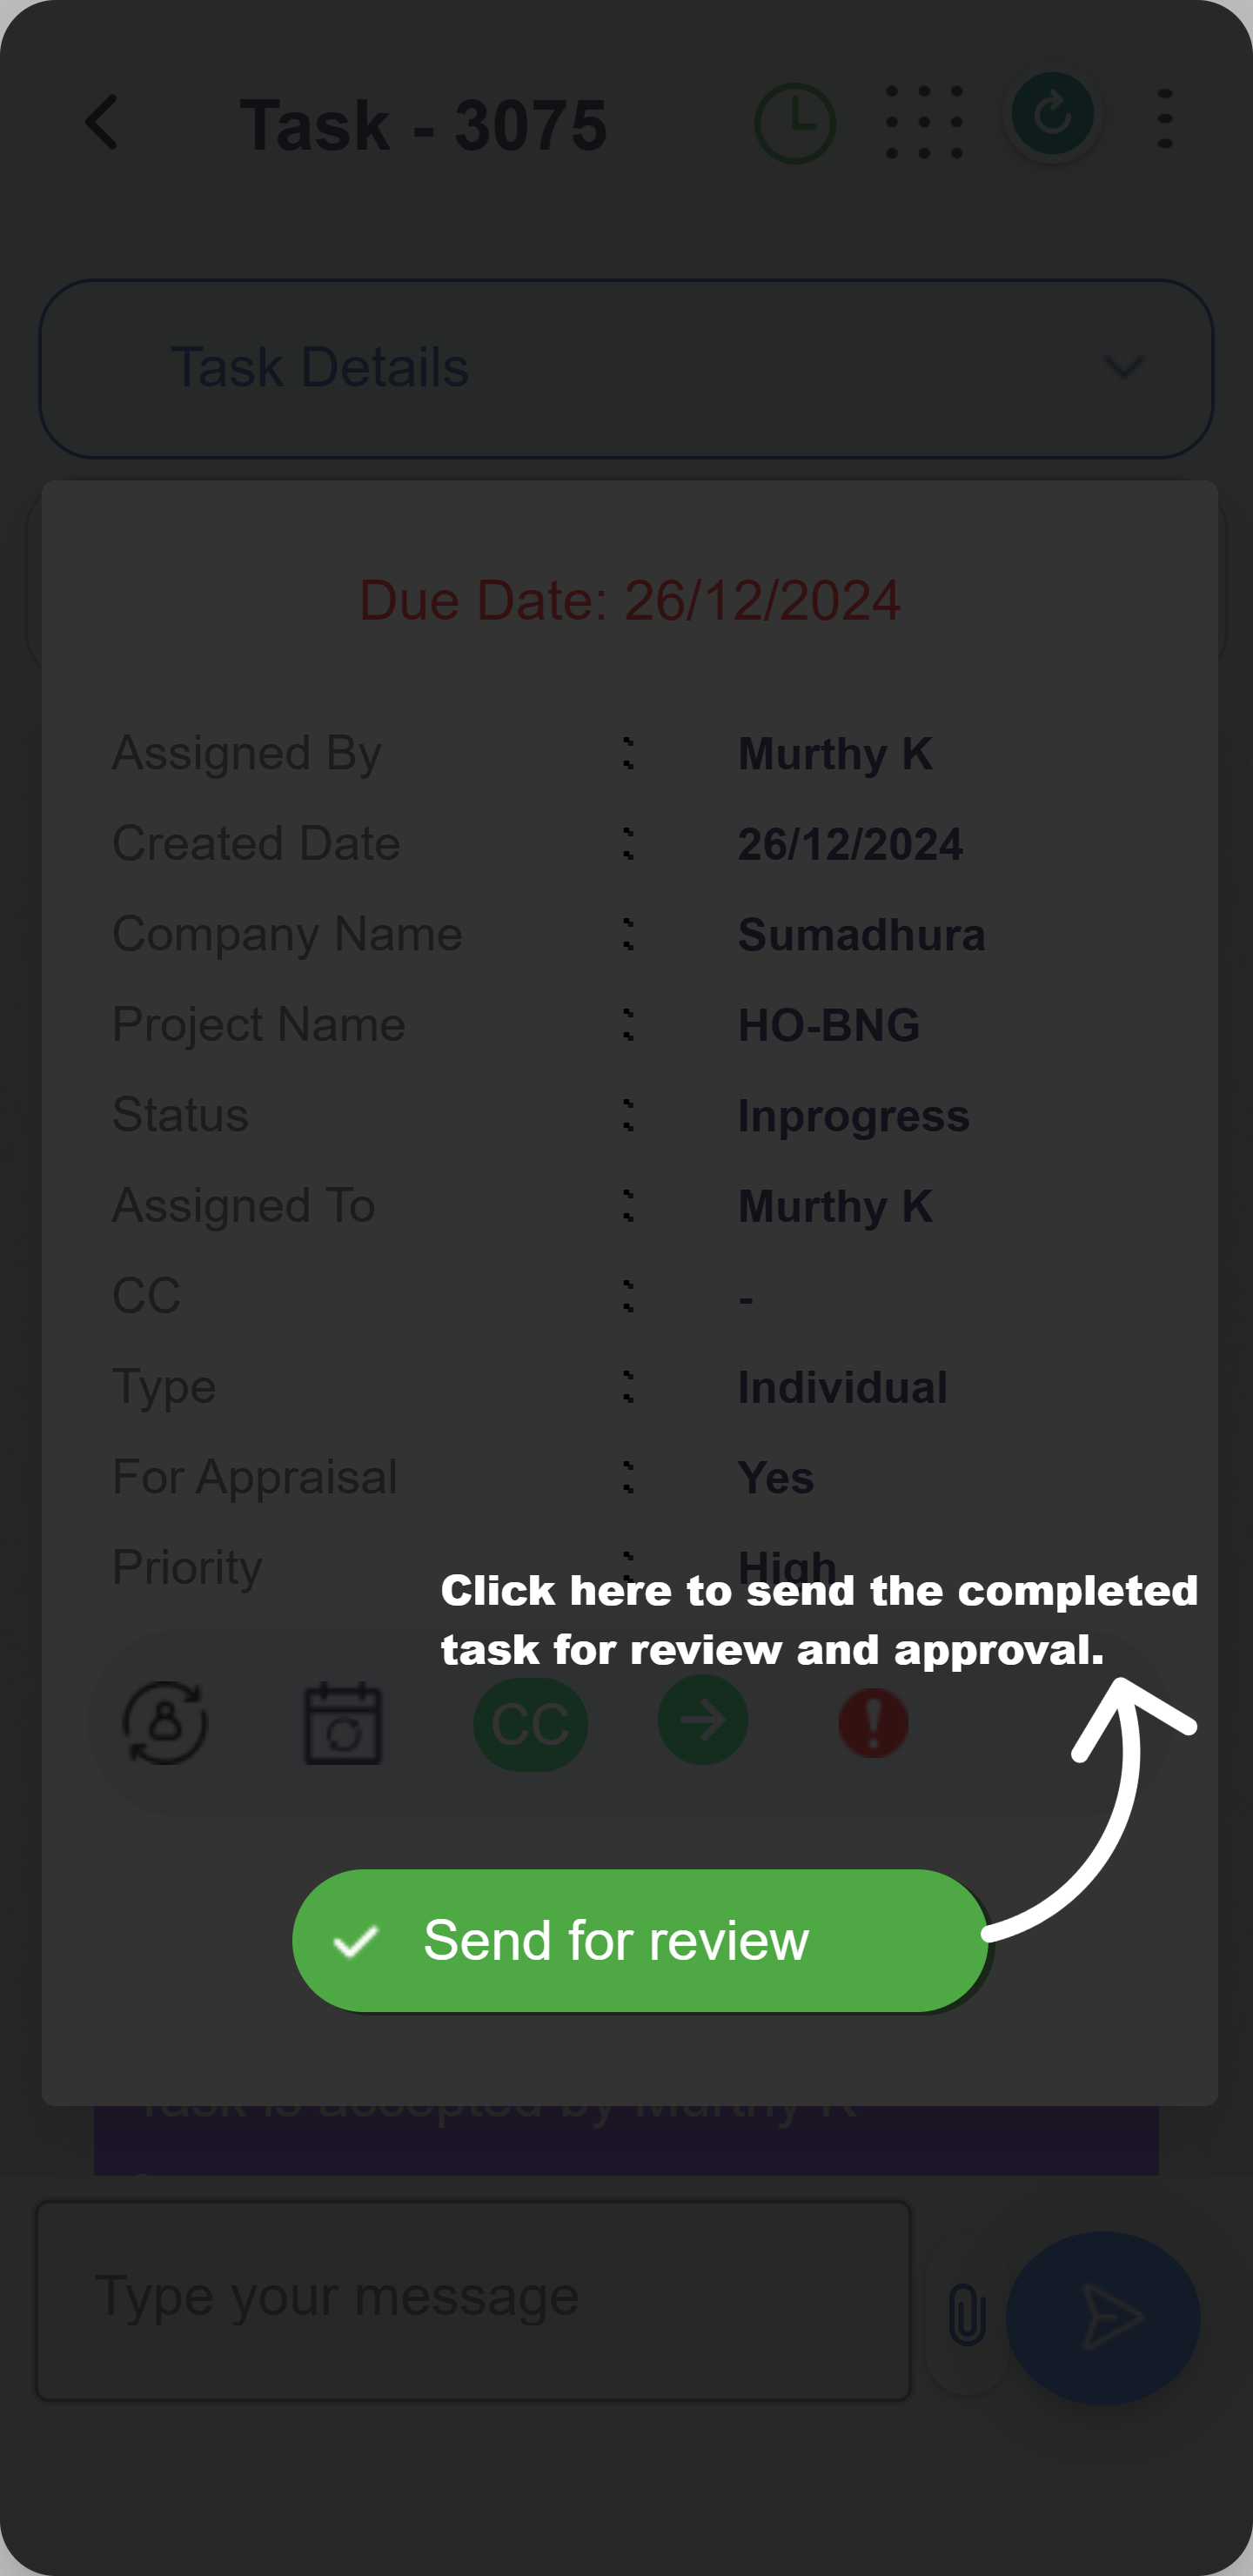 Task - 3075
Task Details
Due Date: 26/12/2024
Assigned By : Murthy K
Created Date : 26/12/2024
Company Name : Sumadhura
Project Name : HO-BNG
Status : Inprogress
Assigned To : Murthy K
CC : -
Type : Individual
For Appraisal : Yes
Priority : High
Click here to send the completed
task for review and approval.
CC
Send for review
Task is accepted by Murthy K
Type your message